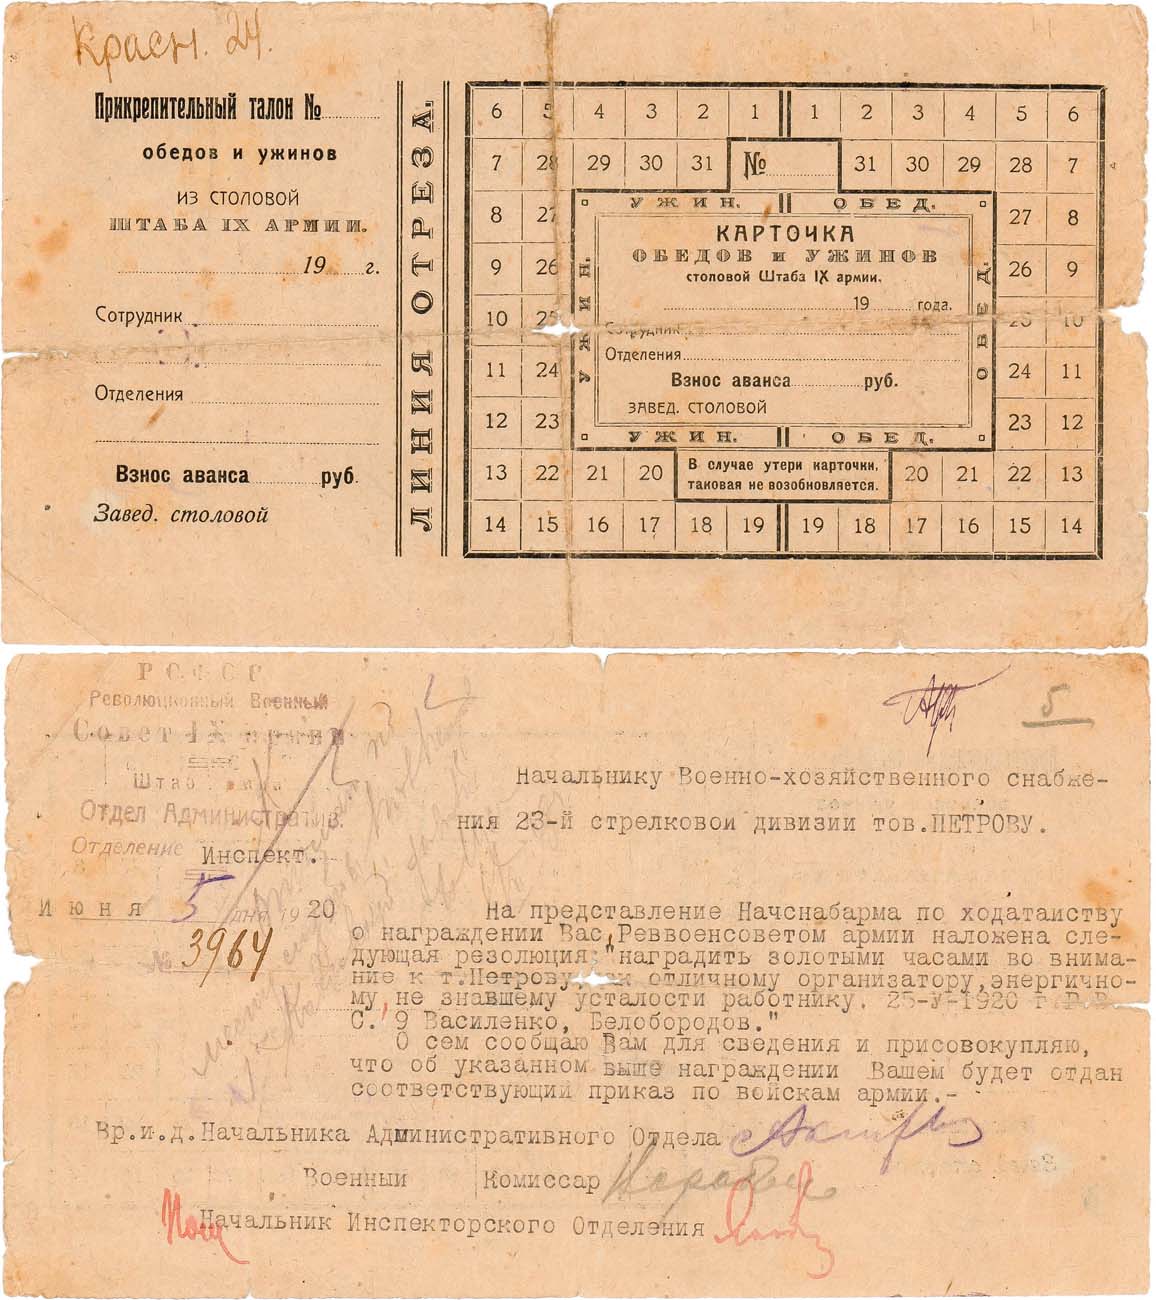 Красн. 24.
Прикрепительный талон №
обедов и ужинов
из столовой
штаба IX армии.
19 г.
Сотрудник
Отделения
Взнос аванса руб.
Завед. столовой
ЛИНИЯ ОТРЕЗА.
6 5 4 3 2 1 1 2 3 4 5 6
7 28 29 30 31 № 31 30 29 28 7
УЖИН. ОБЕД.
8 27 27 8
КАРТОЧКА
ОБЕДОВ и УЖИНОВ
столовой Штаба IX армии.
9 26 УЖИН. ОБЕД. 26 9
19 года.
10 25 Сотрудник 25 10
Отделения
11 24 24 11
Взнос аванса руб.
ЗАВЕД. СТОЛОВОЙ
12 23 23 12
УЖИН. ОБЕД.
13 22 21 20 В случае утери карточки, 20 21 22 13
таковая не возобновляется.
14 15 16 17 18 19 19 18 17 16 15 14
Р С Ф С Р
Революционный Военный
Совет IX армии
Штаб
Отдел Административ.
Отделение Инспект.
Июня 5 дня 1920
№ 3964
5
Начальнику Военно-хозяйственного снабже-
ния 23-й стрелковои дивизии тов. ПЕТРОВУ.
На представление Начснабарма по ходатаиству
о награждении Вас, Реввоенсоветом армии наложена сле-
дующая резолюция: "наградить золотыми часами во внима-
ние к т. Петрову, как отличному организатору, энергично-
му, не знавшему усталости работнику. 25-У-1920 г. Р.В.
С. 9 Василенко, Белобородов."
О сем сообщаю Вам для сведения и присовокупляю,
что об указанном выше награждении Вашем будет отдан
соответствующий приказ по войскам армии.-
Вр.и.д. Начальника Административного Отдела
Военныи Комиссар
Начальник Инспекторского Отделения